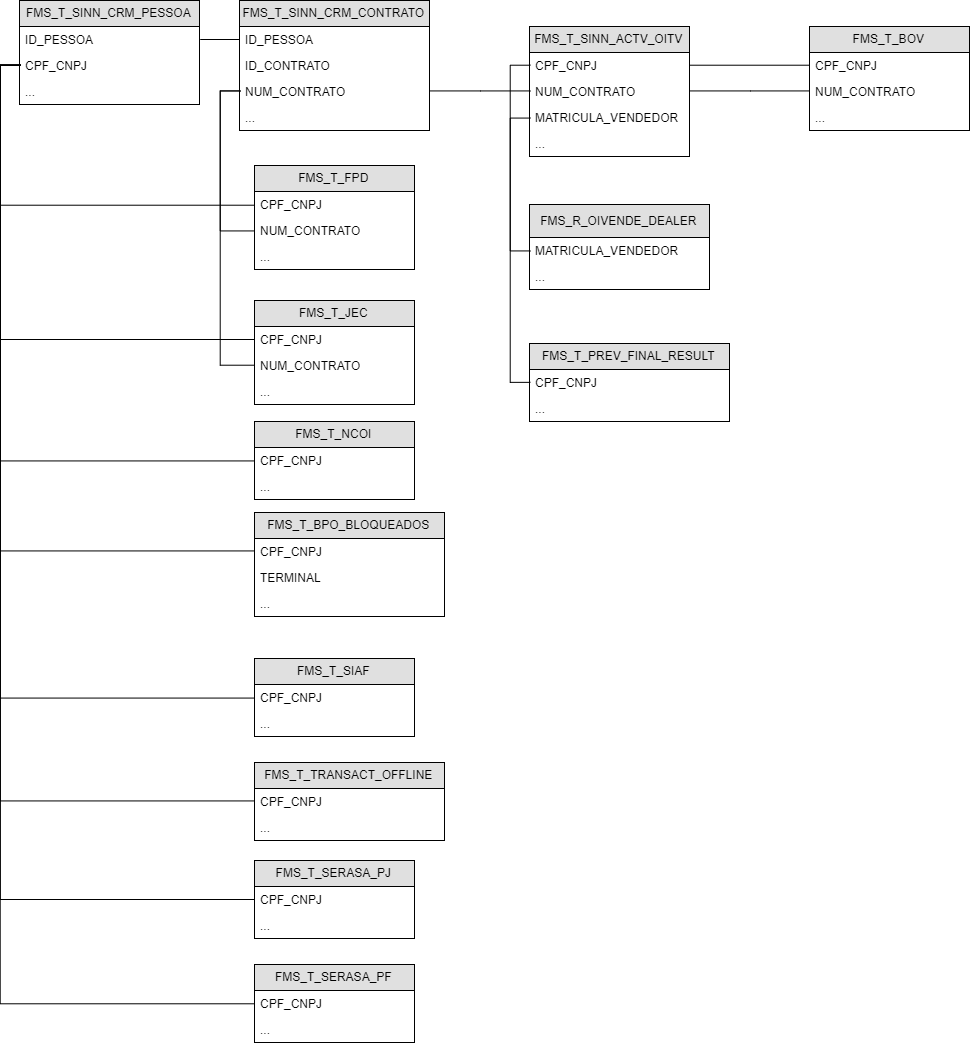 FMS_T_SINN_CRM_PESSOA
ID_PESSOA
CPF_CNPJ
...
FMS_T_SINN_CRM_CONTRATO
ID_PESSOA
ID_CONTRATO
NUM_CONTRATO
...
FMS_T_SINN_ACTV_OITV
CPF_CNPJ
NUM_CONTRATO
MATRICULA_VENDEDOR
...
FMS_T_BOV
CPF_CNPJ
NUM_CONTRATO
...
FMS_T_FPD
CPF_CNPJ
NUM_CONTRATO
...
FMS_R_OIVENDE_DEALER
MATRICULA_VENDEDOR
...
FMS_T_JEC
CPF_CNPJ
NUM_CONTRATO
...
FMS_T_PREV_FINAL_RESULT
CPF_CNPJ
...
FMS_T_NCOI
CPF_CNPJ
...
FMS_T_BPO_BLOQUEADOS
CPF_CNPJ
TERMINAL
...
FMS_T_SIAF
CPF_CNPJ
...
FMS_T_TRANSACT_OFFLINE
CPF_CNPJ
...
FMS_T_SERASA_PJ
CPF_CNPJ
...
FMS_T_SERASA_PF
CPF_CNPJ
...